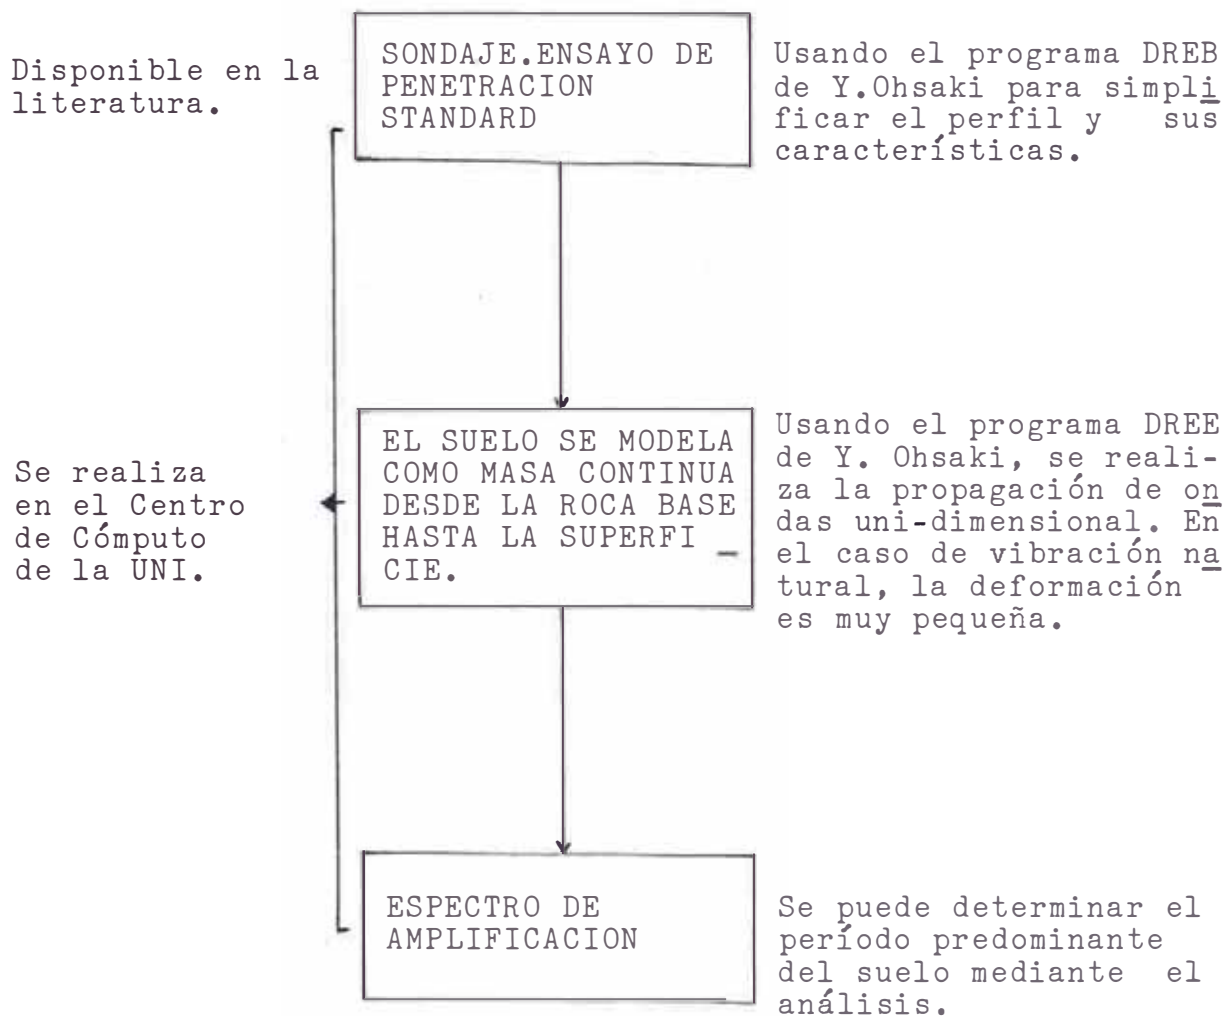 Disponible en la
literatura.
SONDAJE.ENSAYO DE
PENETRACION
STANDARD
Usando el programa DREB
de Y.Ohsaki para simpli
ficar el perfil y sus
características.
Se realiza
en el Centro
de Cómputo
de la UNI.
EL SUELO SE MODELA
COMO MASA CONTINUA
DESDE LA ROCA BASE
HASTA LA SUPERFI _
CIE.
Usando el programa DREE
de Y. Ohsaki, se reali-
za la propagación de on
das uni-dimensional. En
el caso de vibración na
tural, la deformación
es muy pequeña.
ESPECTRO DE
AMPLIFICACION
Se puede determinar el
período predominante
del suelo mediante el
análisis.